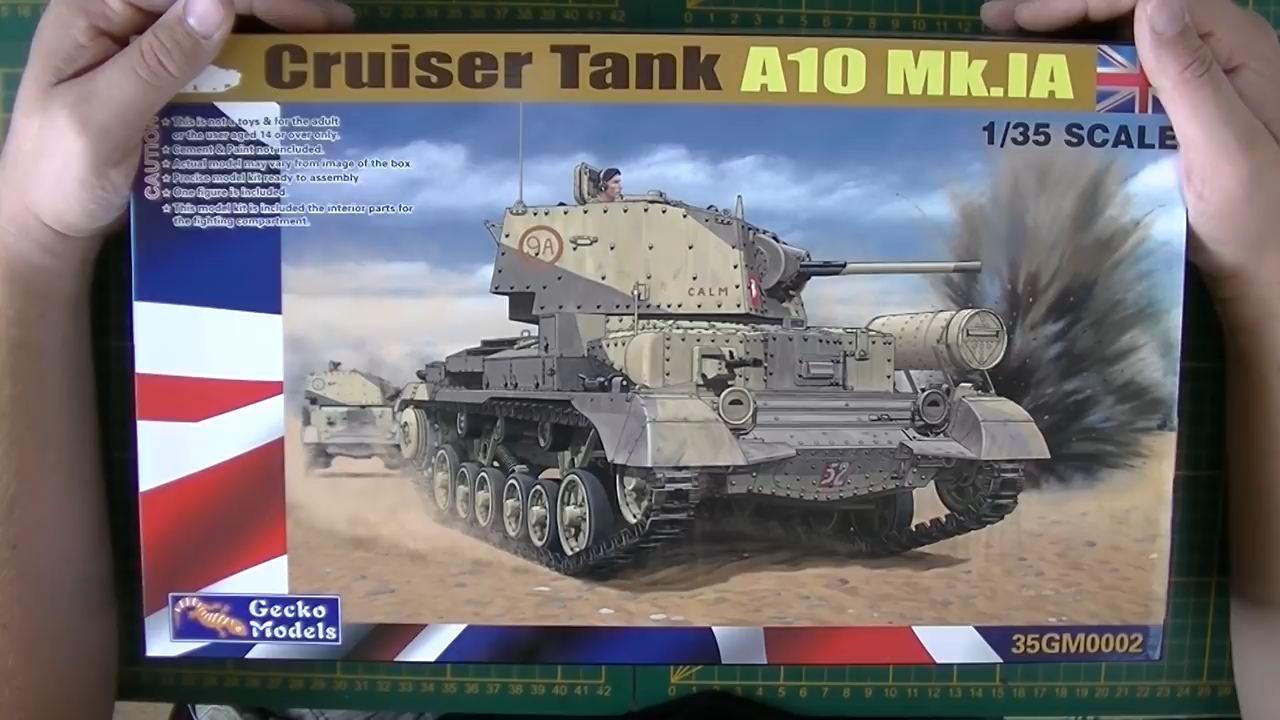 Cruiser Tank A10 Mk.IA
1/35 SCALE
CAUTION
★ This is not a toys & for the adult
or the user aged 14 or over only.
★ Cement & Paint not included.
★ Actual model may vary from image of the box
★ Precise model kit ready to assembly
★ One figure is included.
★ This model kit is included the interior parts for
the fighting compartment.
9A
CALM
52
Gecko
Models
35GM0002